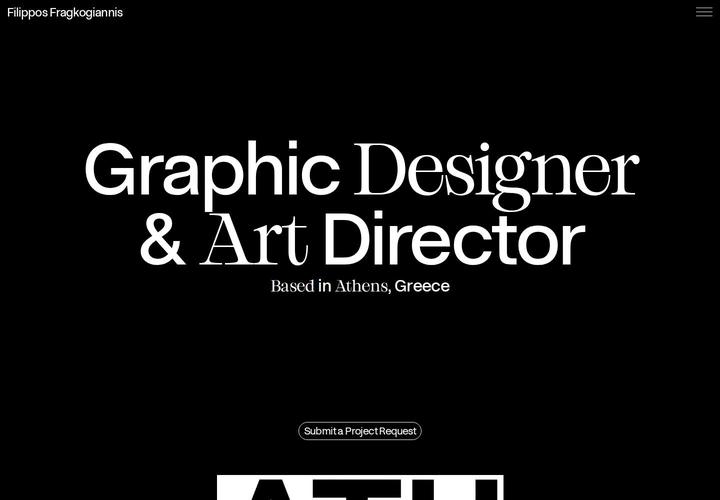 Filippos Fragkogiannis
Graphic Designer
& Art Director
Based in Athens, Greece
Submit a Project Request